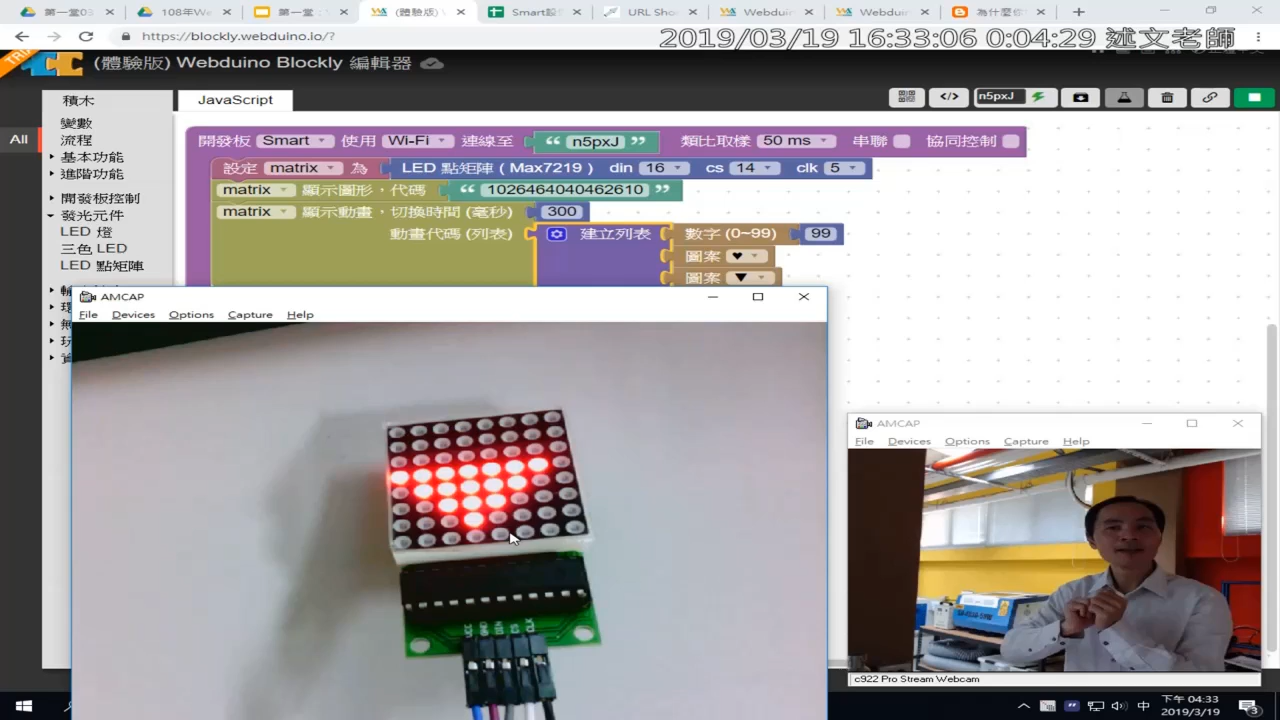 第一堂03
108年We
第一堂
(體驗版)
Smart設
URL Sho
Webduin
Webduin
為什麼你
https://blockly.webduino.io/?
2019/03/19 16:33:06 0:04:29 述文老師
TRI
(體驗版) Webduino Blockly 編輯器
積木
JavaScript
n5pxJ
All
變數
流程
基本功能
進階功能
開發板控制
發光元件
LED 燈
三色 LED
LED 點矩陣
開發板 Smart 使用 Wi-Fi 連線至 “ n5pxJ ” 類比取樣 50 ms 串聯 協同控制
設定 matrix 為 LED 點矩陣 ( Max7219 ) din 16 cs 14 clk 5
matrix 顯示圖形，代碼 “ 1026464040462610 ”
matrix 顯示動畫，切換時間 (毫秒) 300
動畫代碼 (列表) 建立列表 數字 (0~99) 99
圖案 ♥
圖案 ▼
AMCAP
File Devices Options Capture Help
VCC GND DIN CS CLK
AMCAP
File Devices Options Capture Help
c922 Pro Stream Webcam
中
下午 04:33
2019/3/19
3